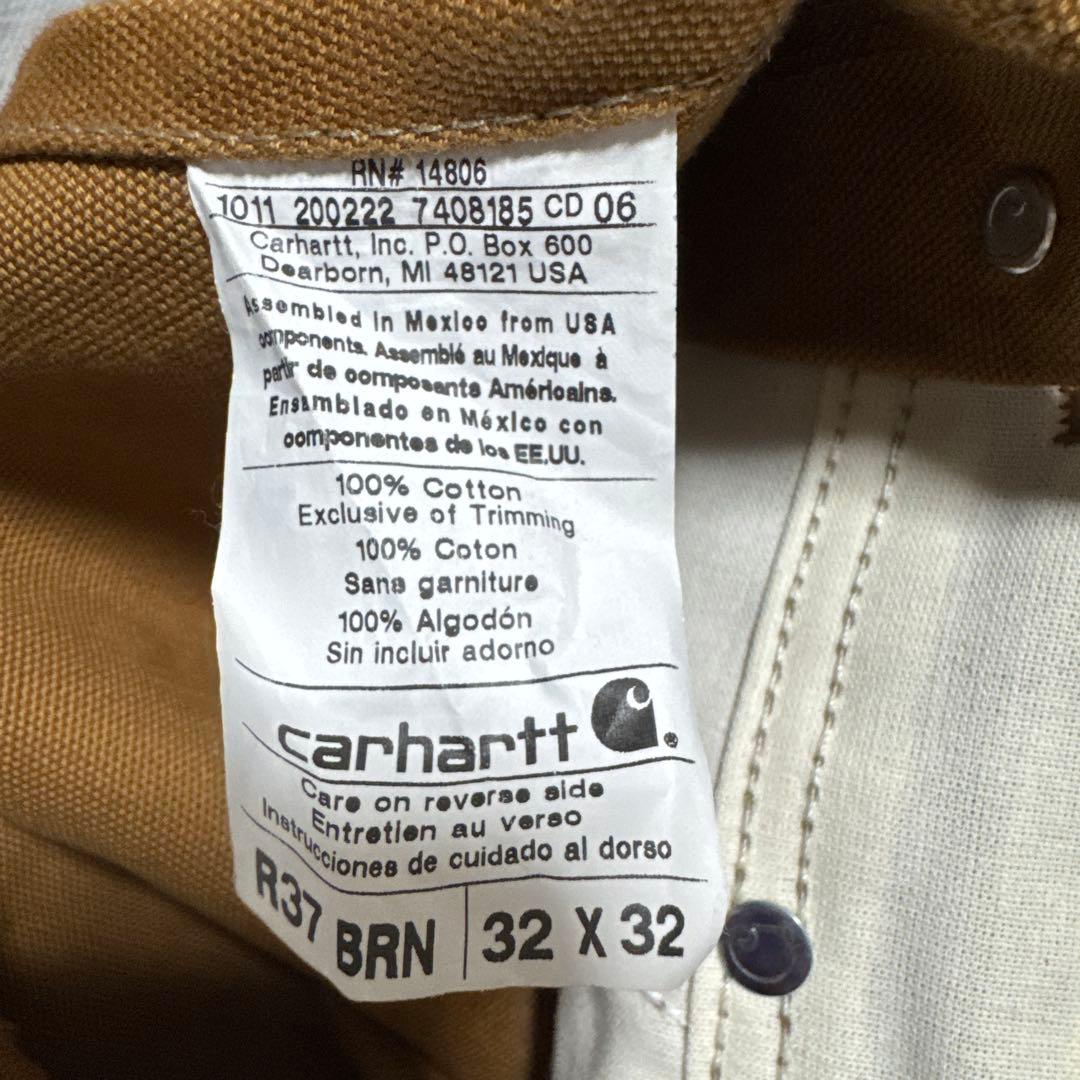 RN# 14806
1011 200222 7408185 CD 06
Carhartt, Inc. P.O. Box 600
Dearborn, MI 48121 USA
Assembled in Mexico from USA
components. Assemblé au Mexique à
partir de composants Américains.
Ensamblado en México con
componentes de los EE.UU.
100% Cotton
Exclusive of Trimming
100% Coton
Sans garniture
100% Algodón
Sin incluir adorno
carhartt
Care on reverse side
Entretien au verso
Instrucciones de cuidado al dorso
R37 BRN 32 X 32